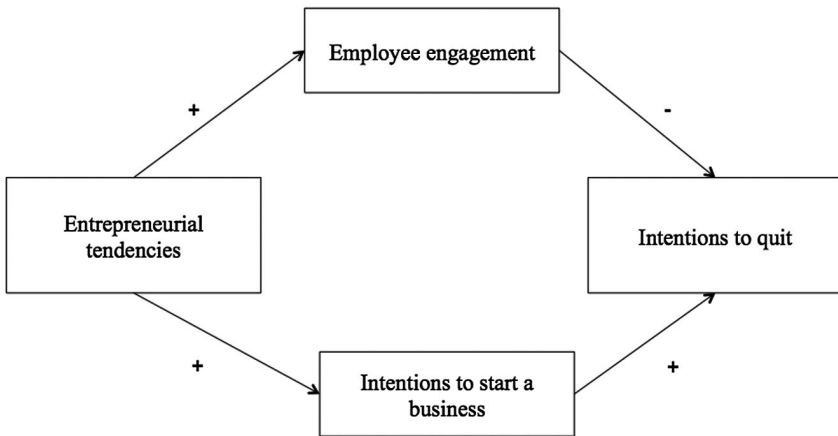 Employee engagement
+
-
Entrepreneurial
tendencies
Intentions to quit
+
+
Intentions to start a
business